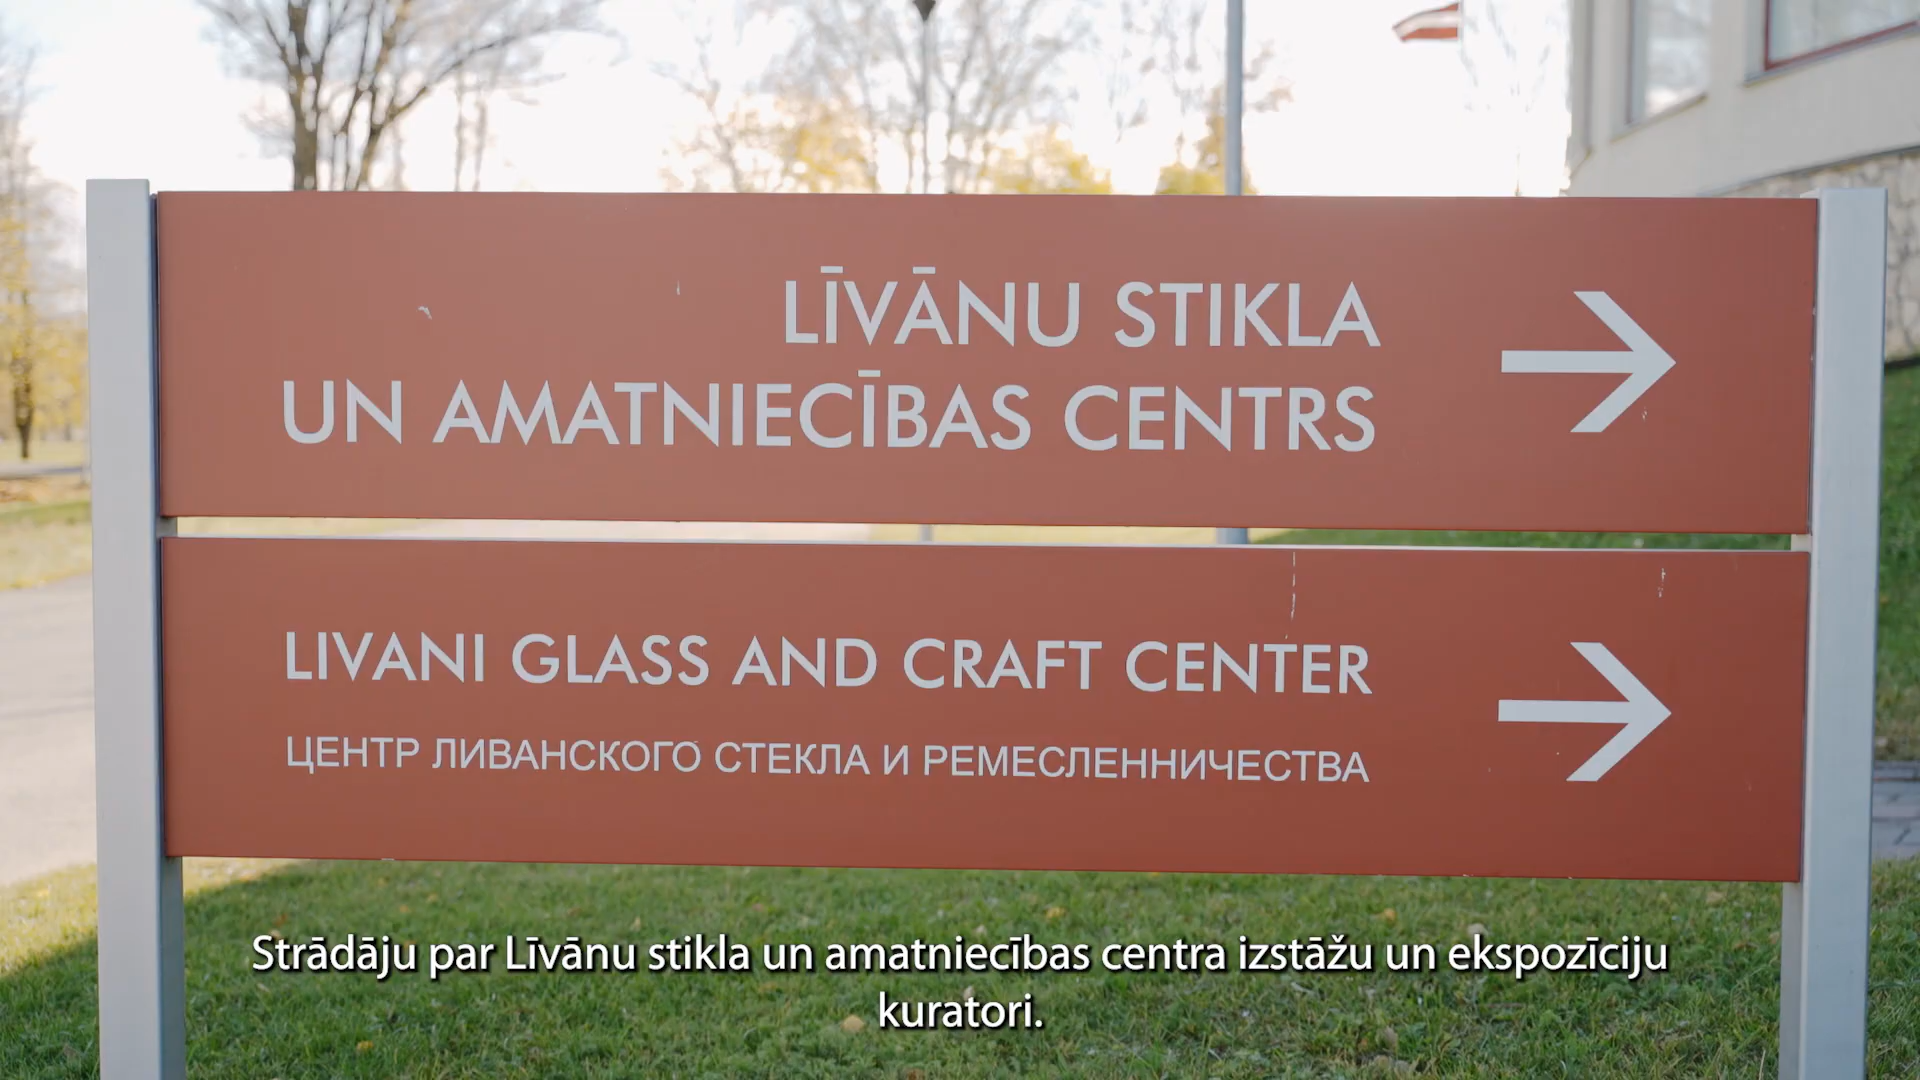 LĪVĀNU STIKLA
UN AMATNIECĪBAS CENTRS
LIVANI GLASS AND CRAFT CENTER
ЦЕНТР ЛИВАНСКОГО СТЕКЛА И РЕМЕСЛЕННИЧЕСТВА
Strādāju par Līvānu stikla un amatniecības centra izstāžu un ekspozīciju
kuratori.